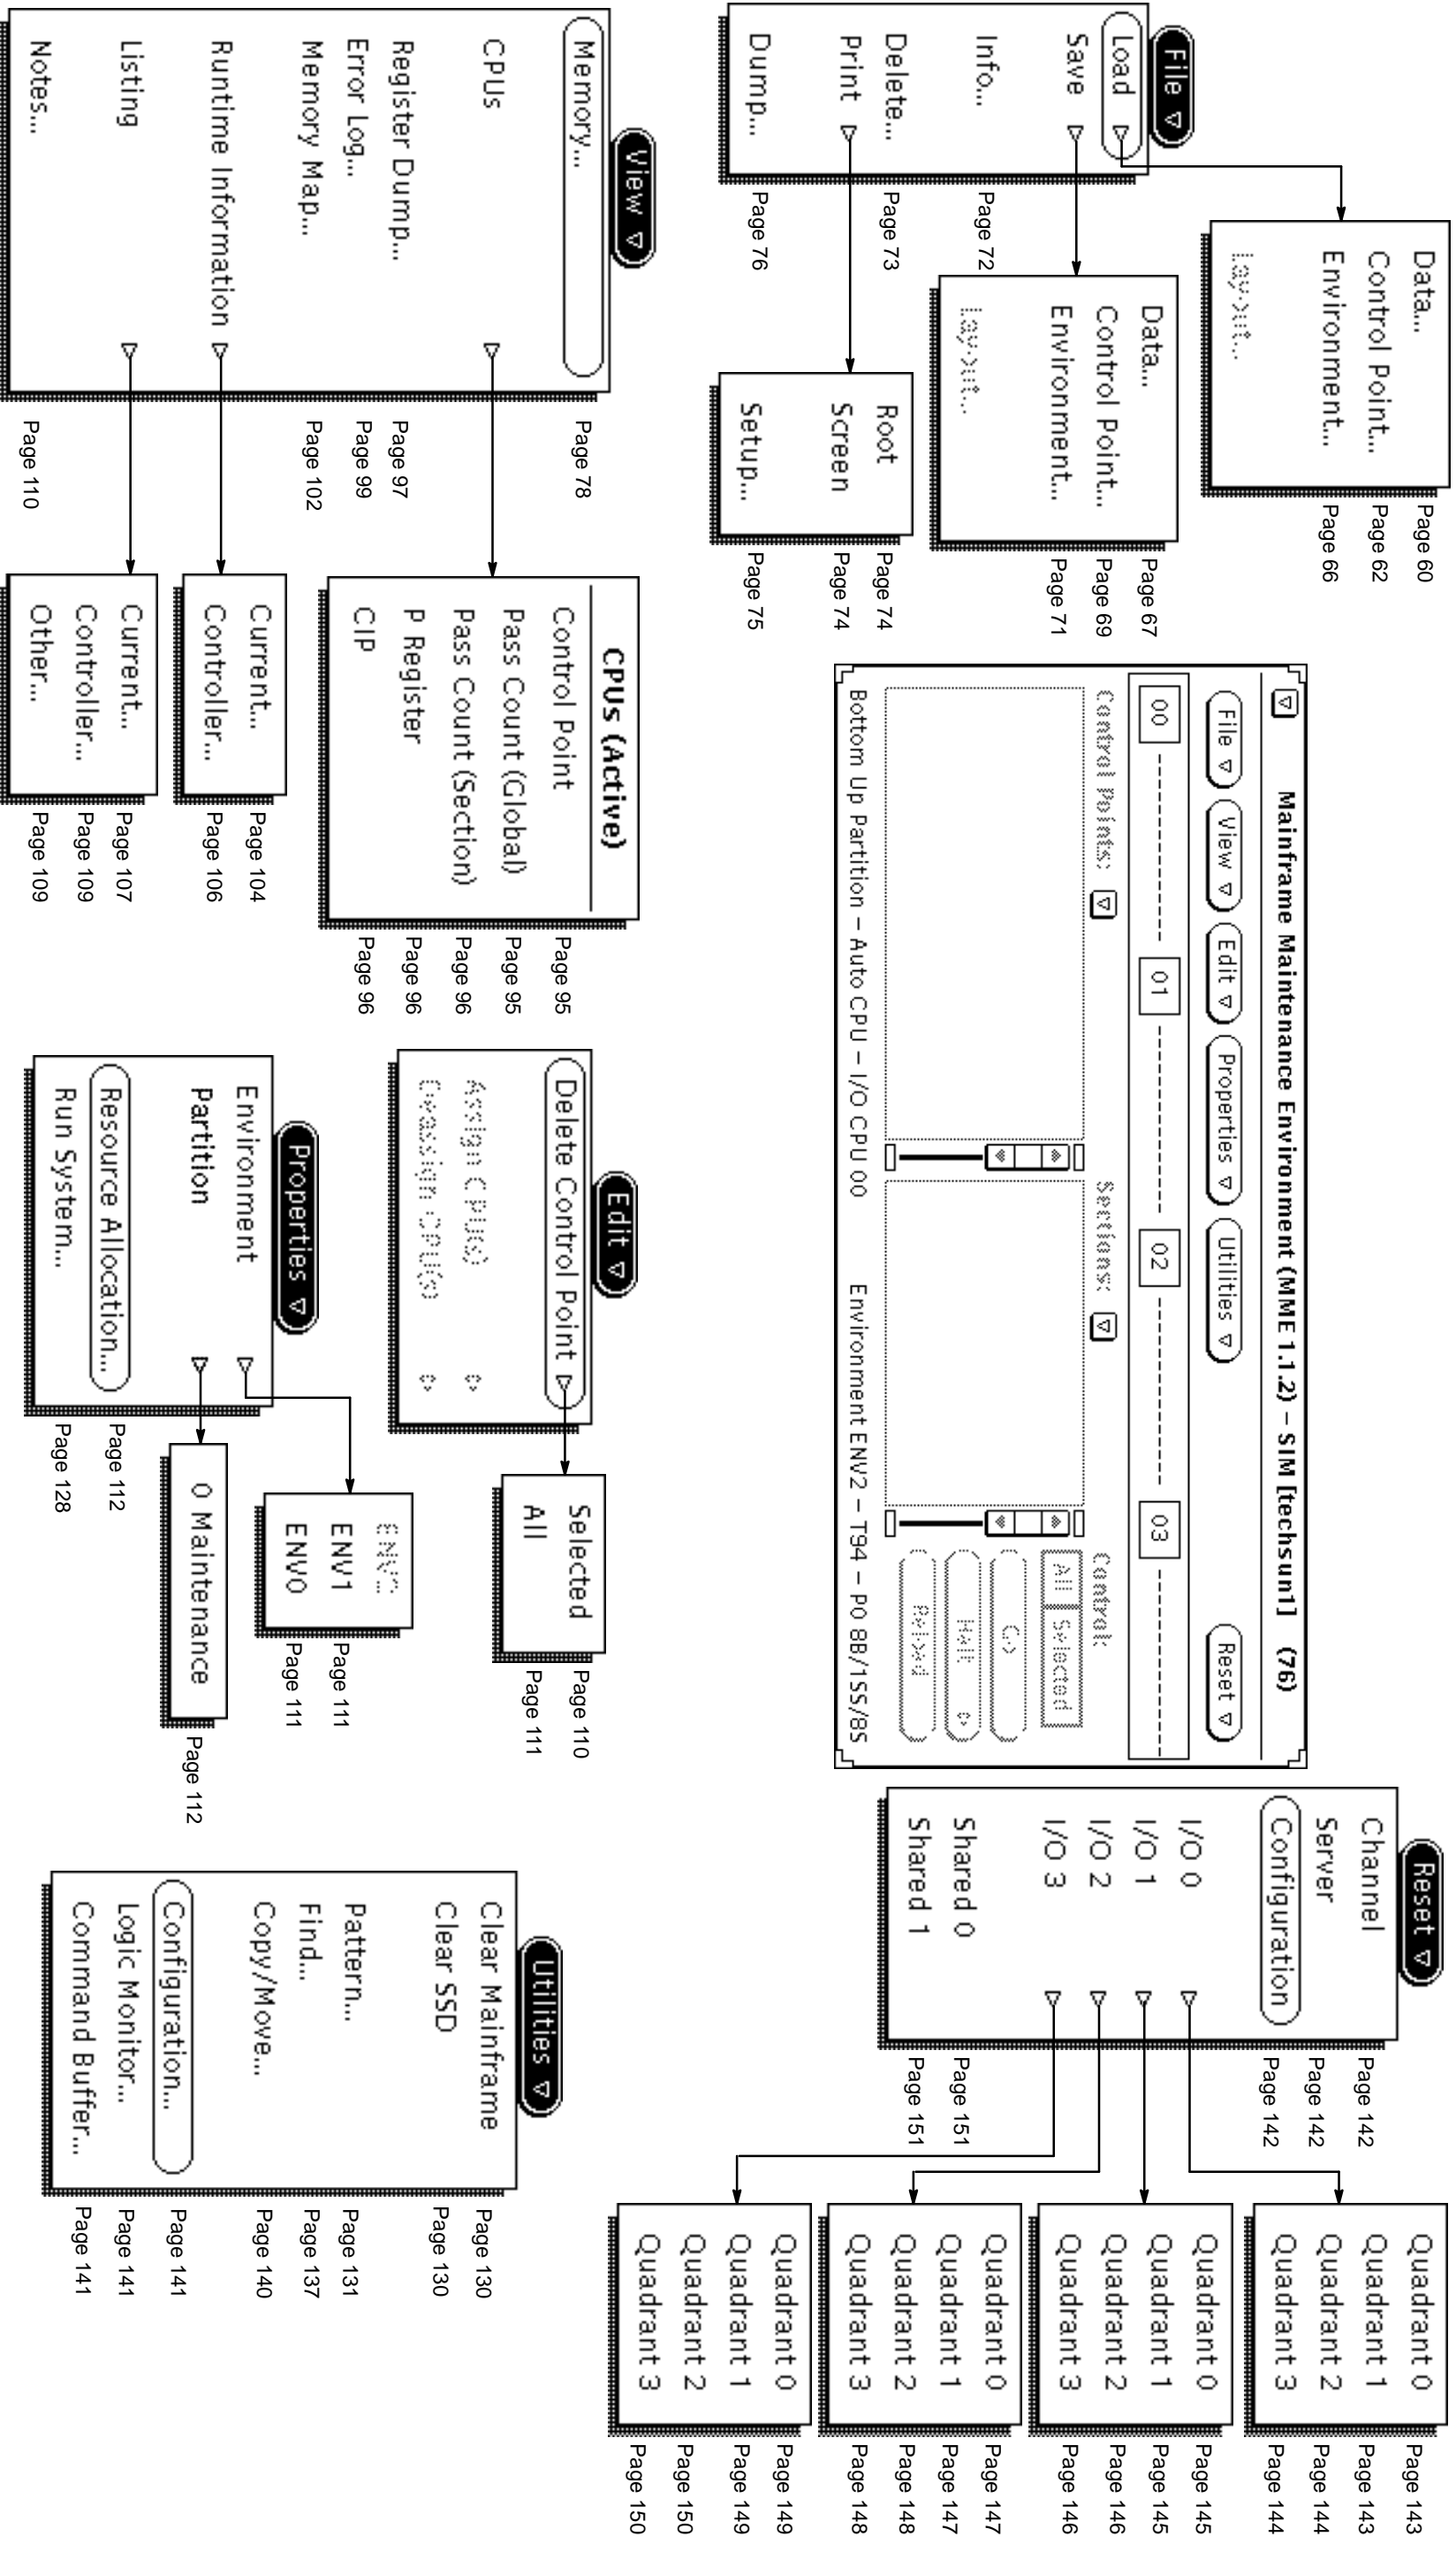 File
Load
Save
Info...
Delete...
Print
Dump...
Page 72
Page 73
Page 76
Data...
Control Point...
Environment...
Layout...
Page 60
Page 62
Page 66
Data...
Control Point...
Environment...
Layout...
Page 67
Page 69
Page 71
Root
Screen
Setup...
Page 74
Page 74
Page 75
Mainframe Maintenance Environment (MME 1.1.2) – SIM [techsun1] (76)
File View Edit Properties Utilities Reset
00 01 02 03
Control Points: Sections: Control:
All Selected
Go
Halt
Reload
Bottom Up Partition – Auto CPU – I/O CPU 00 Environment ENV2 – T94 – P0 8B/1SS/8S
Reset
Channel
Server
Configuration
I/O 0
I/O 1
I/O 2
I/O 3
Shared 0
Shared 1
Page 142
Page 142
Page 142
Page 151
Page 151
Quadrant 0 Page 143
Quadrant 1 Page 143
Quadrant 2 Page 144
Quadrant 3 Page 144
Quadrant 0 Page 145
Quadrant 1 Page 145
Quadrant 2 Page 146
Quadrant 3 Page 146
Quadrant 0 Page 147
Quadrant 1 Page 147
Quadrant 2 Page 148
Quadrant 3 Page 148
Quadrant 0 Page 149
Quadrant 1 Page 149
Quadrant 2 Page 150
Quadrant 3 Page 150
View
Memory... Page 78
CPUs
Register Dump... Page 97
Error Log... Page 99
Memory Map... Page 102
Runtime Information
Listing
Notes... Page 110
CPUs (Active)
Control Point Page 95
Pass Count (Global) Page 95
Pass Count (Section) Page 96
P Register Page 96
CIP Page 96
Current... Page 104
Controller... Page 106
Current... Page 107
Controller... Page 109
Other... Page 109
Edit
Delete Control Point
Assign CPU(s)
Deassign CPU(s)
Selected Page 110
All Page 111
Properties
Environment
Partition
Resource Allocation... Page 112
Run System... Page 128
ENV2
ENV1 Page 111
ENV0 Page 111
0 Maintenance Page 112
Utilities
Clear Mainframe Page 130
Clear SSD Page 130
Pattern... Page 131
Find... Page 137
Copy/Move... Page 140
Configuration... Page 141
Logic Monitor... Page 141
Command Buffer... Page 141